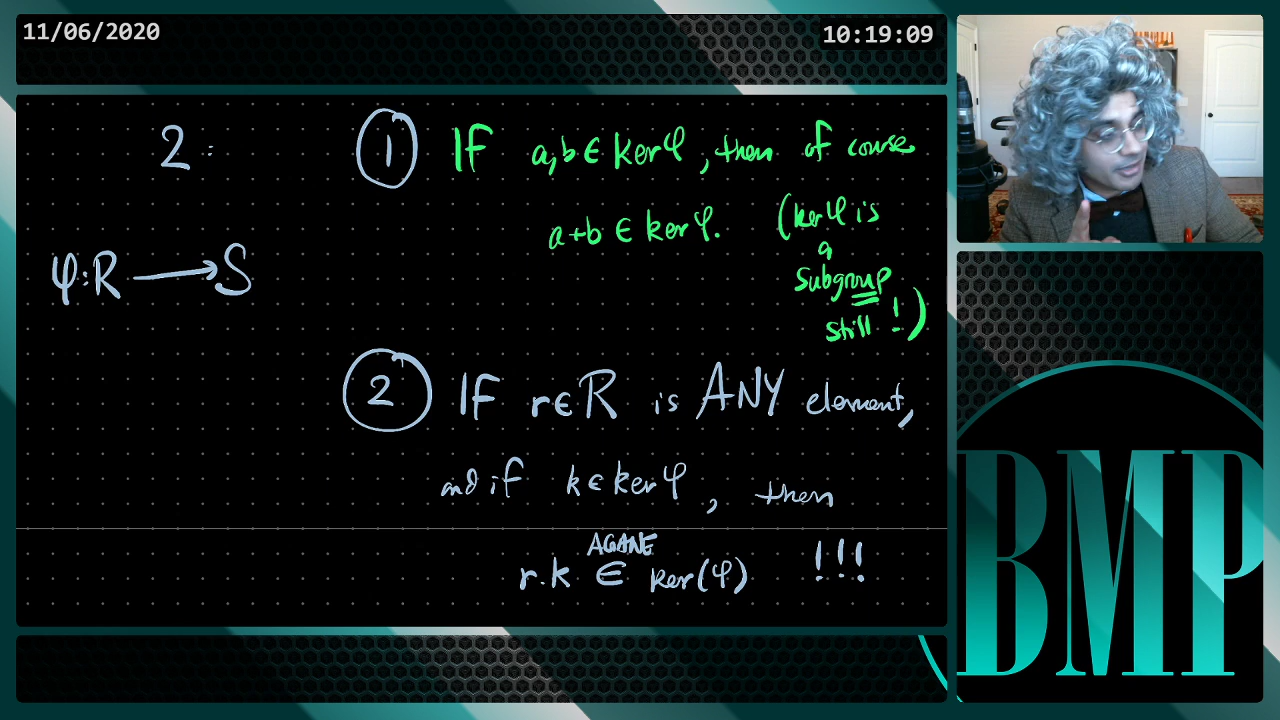 11/06/2020
10:19:09
2:
① IF a,b ∈ ker φ, then of course
a+b ∈ ker φ. (ker φ is
a
subgroup
still !)
φ: R → S
② IF r ∈ R is ANY element,
and if k ∈ ker φ, then
AGANE
r.k ∈ ker(φ) !!!
BMP